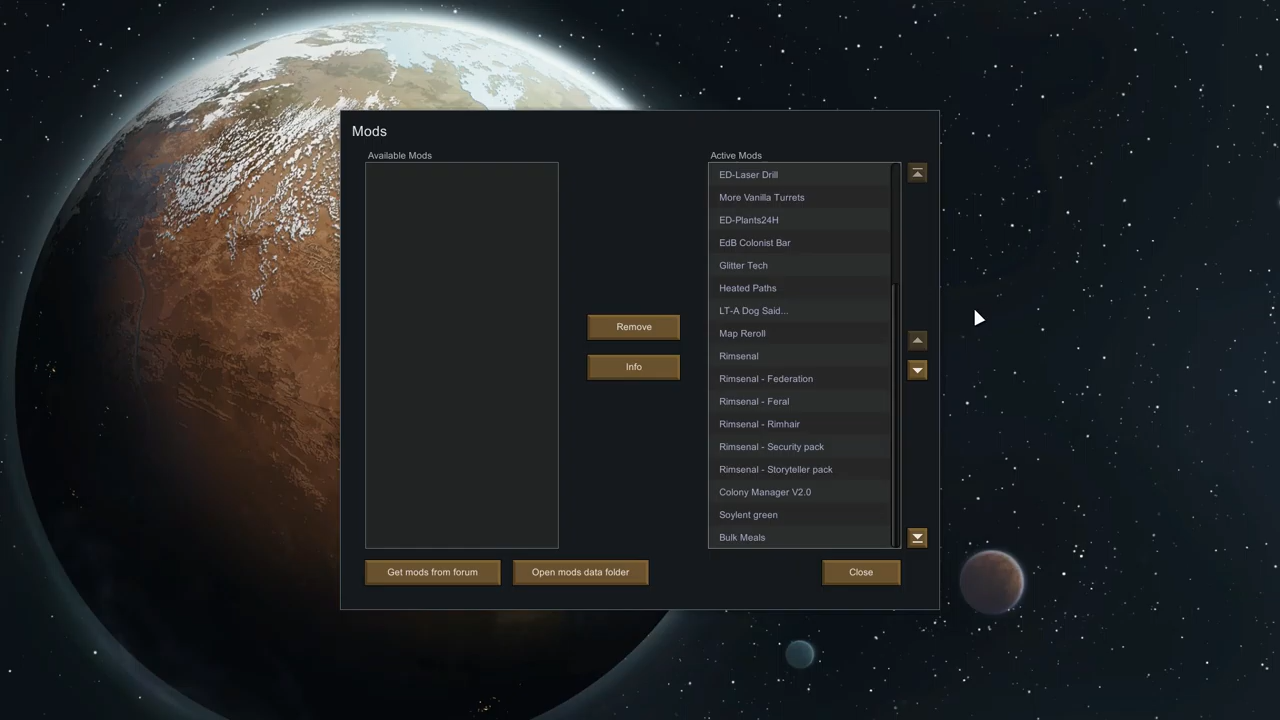 Mods
Available Mods
Active Mods
ED-Laser Drill
More Vanilla Turrets
ED-Plants24H
EdB Colonist Bar
Glitter Tech
Heated Paths
LT-A Dog Said...
Map Reroll
Rimsenal
Rimsenal - Federation
Rimsenal - Feral
Rimsenal - Rimhair
Rimsenal - Security pack
Rimsenal - Storyteller pack
Colony Manager V2.0
Soylent green
Bulk Meals
Remove
Info
Get mods from forum
Open mods data folder
Close